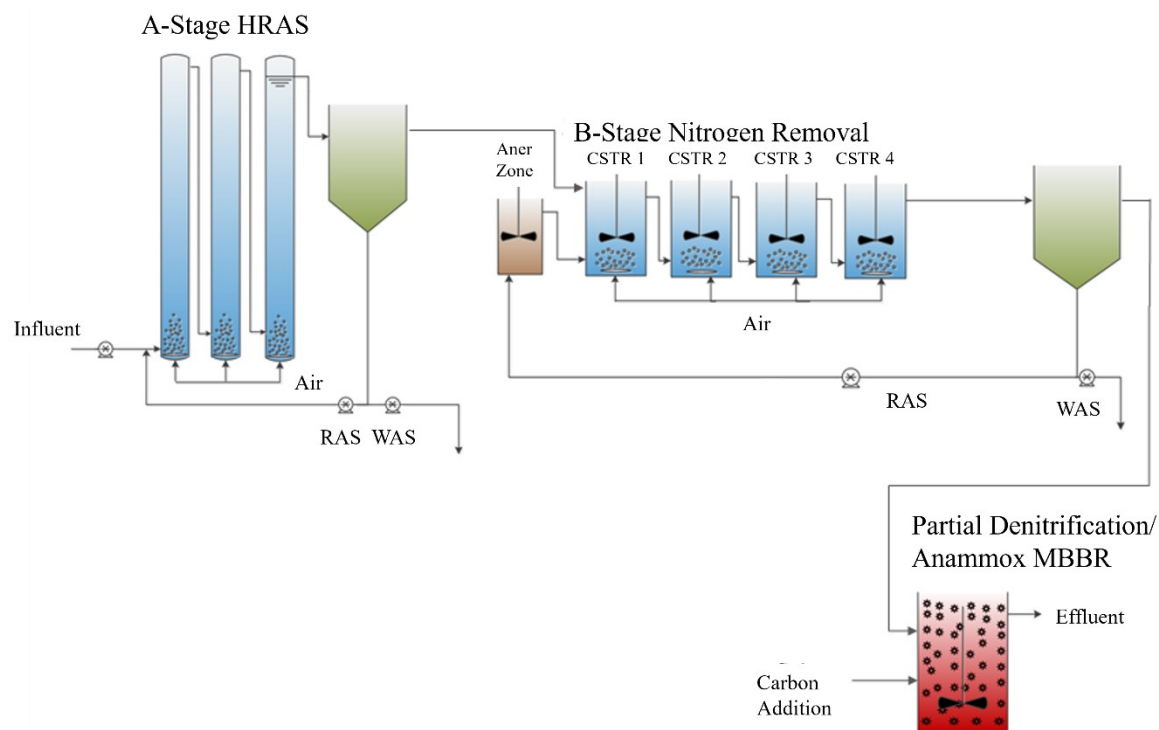 A-Stage HRAS
Influent
Air
RAS WAS
B-Stage Nitrogen Removal
Aner
Zone
CSTR 1
CSTR 2
CSTR 3
CSTR 4
Air
RAS
WAS
Partial Denitrification/
Anammox MBBR
Effluent
Carbon
Addition